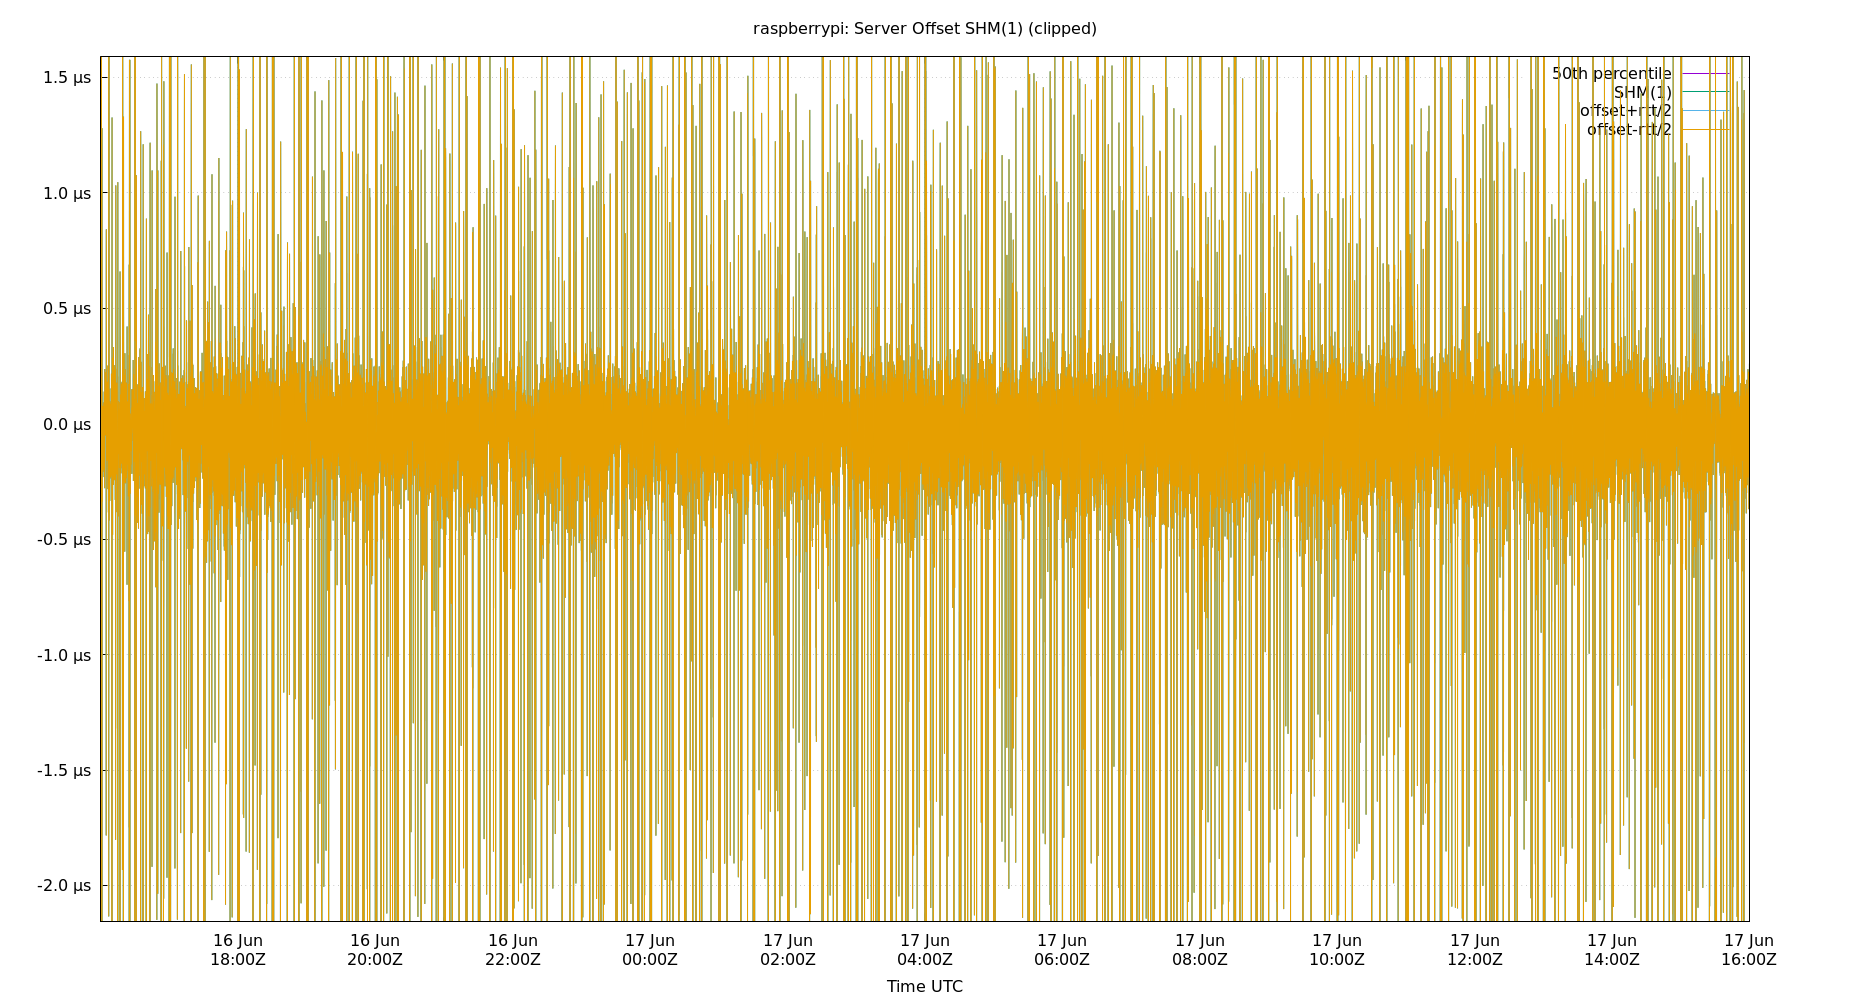 raspberrypi: Server Offset SHM(1) (clipped)
1.5 µs
1.0 µs
0.5 µs
0.0 µs
-0.5 µs
-1.0 µs
-1.5 µs
-2.0 µs
50th percentile
SHM(1)
offset+rtt/2
offset-rtt/2
16 Jun 18:00Z
16 Jun 20:00Z
16 Jun 22:00Z
17 Jun 00:00Z
17 Jun 02:00Z
17 Jun 04:00Z
17 Jun 06:00Z
17 Jun 08:00Z
17 Jun 10:00Z
17 Jun 12:00Z
17 Jun 14:00Z
17 Jun 16:00Z
Time UTC